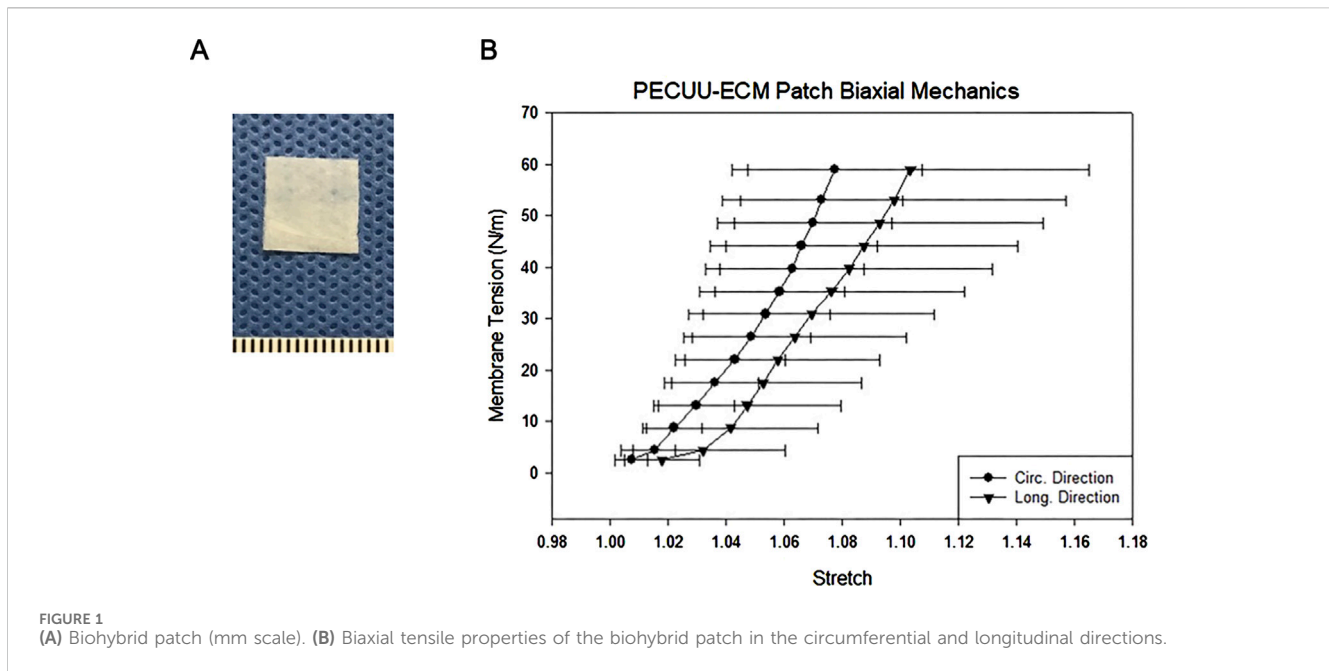 A
B
PECUU-ECM Patch Biaxial Mechanics
70
60
50
40
30
20
10
0
Membrane Tension (N/m)
Circ. Direction
Long. Direction
0.98 1.00 1.02 1.04 1.06 1.08 1.10 1.12 1.14 1.16 1.18
Stretch
FIGURE 1
(A) Biohybrid patch (mm scale). (B) Biaxial tensile properties of the biohybrid patch in the circumferential and longitudinal directions.